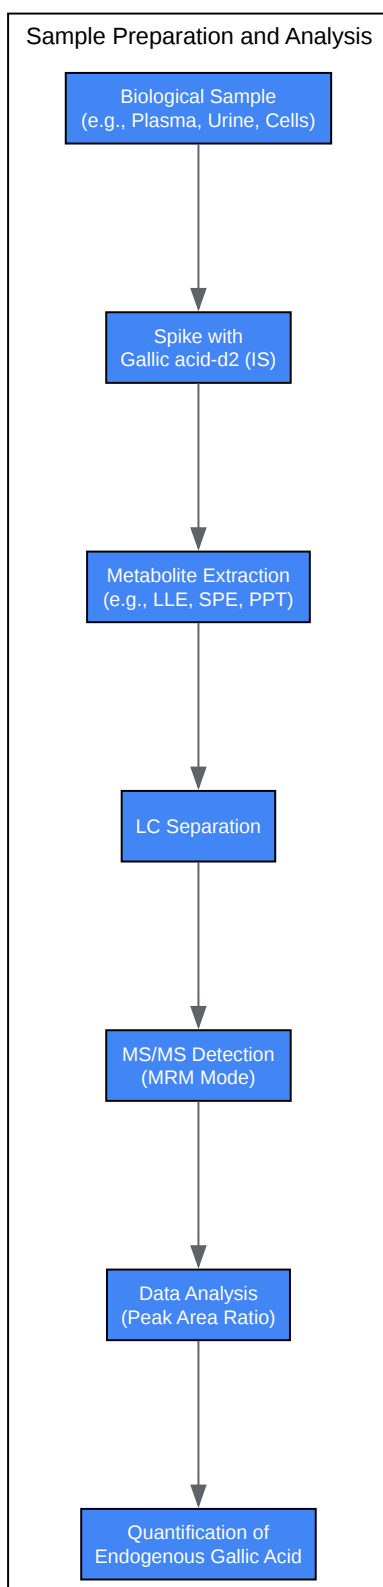 Sample Preparation and Analysis
Biological Sample
(e.g., Plasma, Urine, Cells)
Spike with
Gallic acid-d2 (IS)
Metabolite Extraction
(e.g., LLE, SPE, PPT)
LC Separation
MS/MS Detection
(MRM Mode)
Data Analysis
(Peak Area Ratio)
Quantification of
Endogenous Gallic Acid